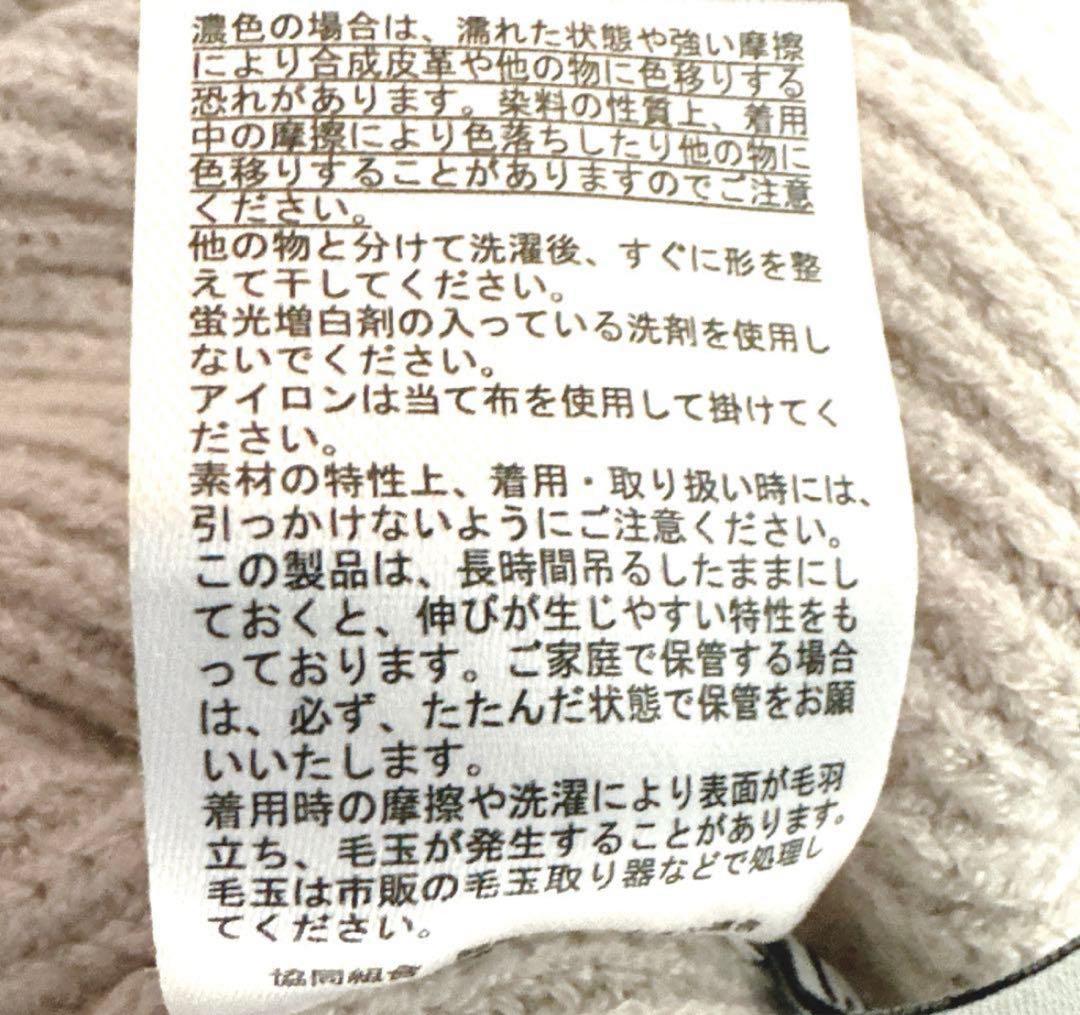 濃色の場合は、濡れた状態や強い摩擦
により合成皮革や他の物に色移りする
恐れがあります。染料の性質上、着用
中の摩擦により色落ちしたり他の物に
色移りすることがありますのでご注意
ください。
他の物と分けて洗濯後、すぐに形を整
えて干してください。
蛍光増白剤の入っている洗剤を使用し
ないでください。
アイロンは当て布を使用して掛けてく
ださい。
素材の特性上、着用・取り扱い時には、
引っかけないようにご注意ください。
この製品は、長時間吊るしたままにし
ておくと、伸びが生じやすい特性をも
っております。ご家庭で保管する場合
は、必ず、たたんだ状態で保管をお願
いいたします。
着用時の摩擦や洗濯により表面が毛羽
立ち、毛玉が発生することがあります。
毛玉は市販の毛玉取り器などで処理し
てください。
協同組合